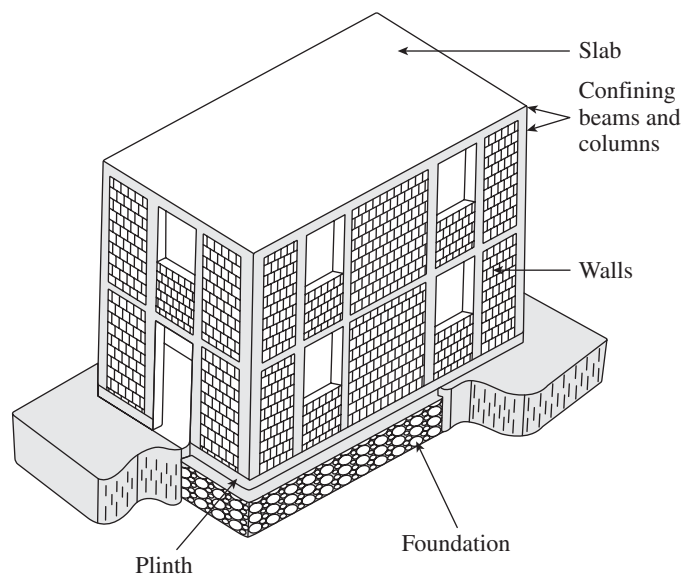 Slab
Confining
beams and
columns
Walls
Foundation
Plinth